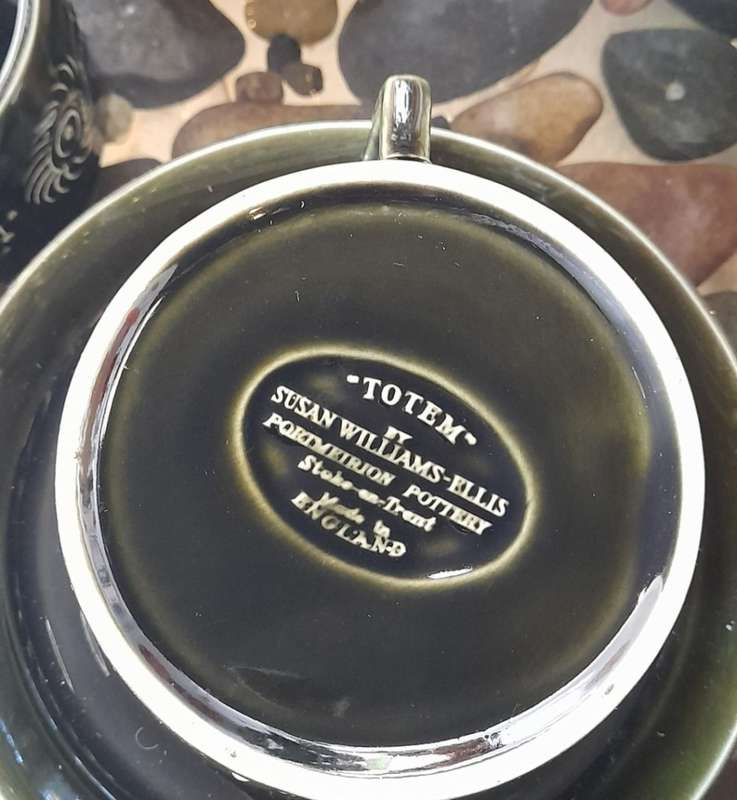 "TOTEM"
BY
SUSAN WILLIAMS-ELLIS
PORTMEIRION POTTERY
Stoke-on-Trent
Made in
ENGLAND